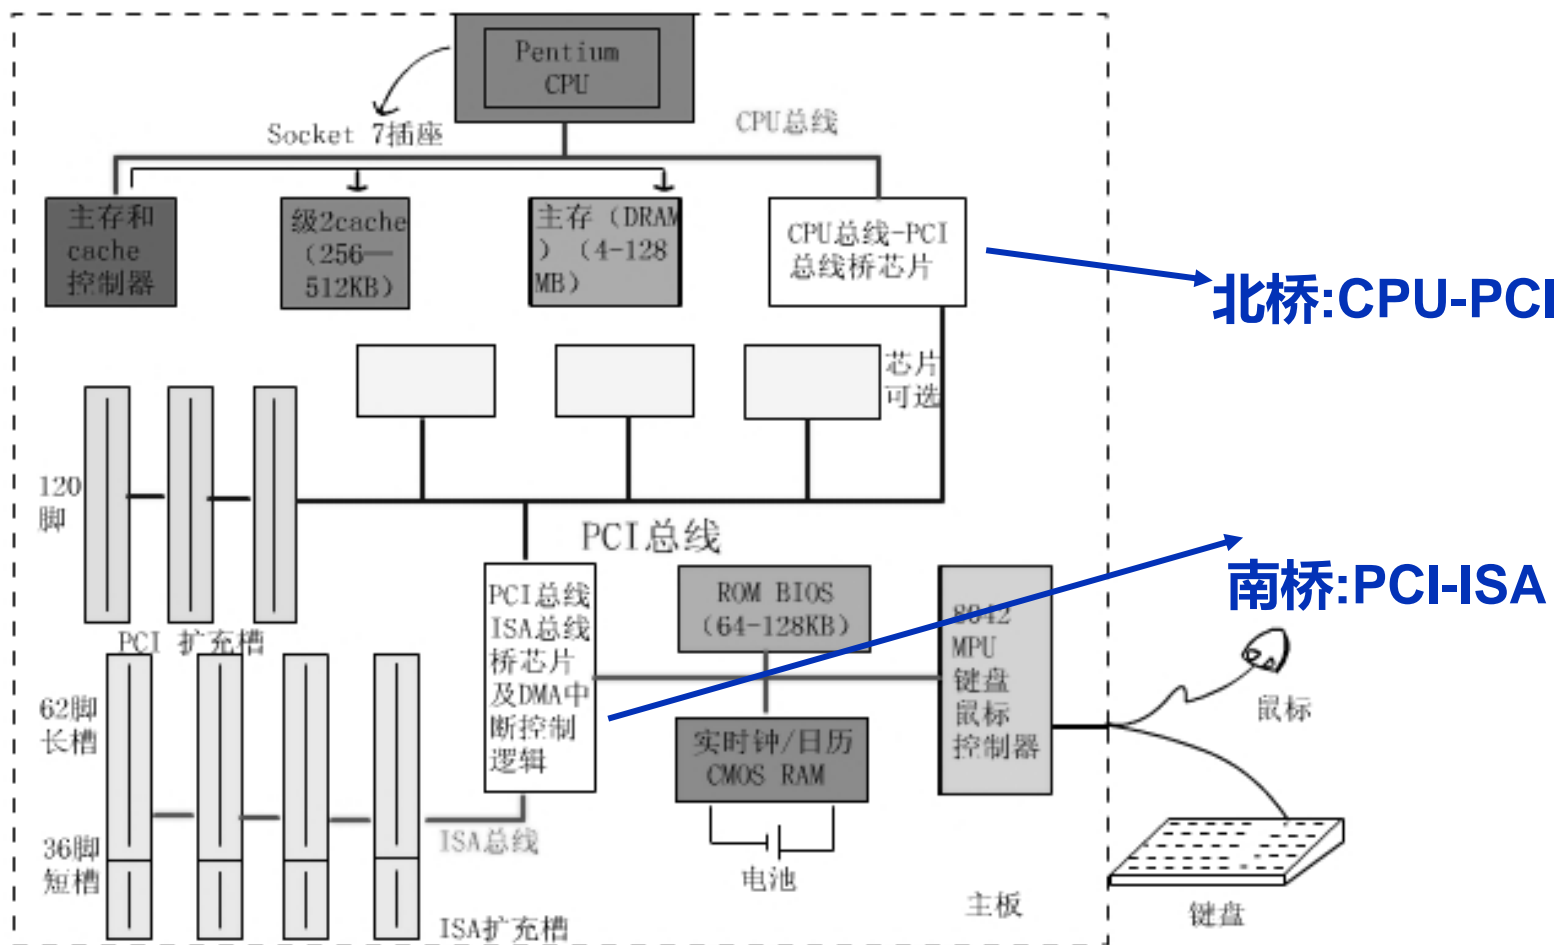 Pentium
CPU
Socket 7插座
CPU总线
主存和
cache
控制器
级2cache
(256—
512KB)
主存（DRAM
）（4-128
MB)
CPU总线-PCI
总线桥芯片
北桥:CPU-PCI
芯片
可选
120
脚
PCI总线
PCI 扩充槽
PCI总线
ISA总线
桥芯片
及DMA中
断控制
逻辑
ROM BIOS
(64-128KB)
8042
MPU
键盘
鼠标
控制器
南桥:PCI-ISA
62脚
长槽
实时钟/日历
CMOS RAM
鼠标
ISA总线
36脚
短槽
电池
主板
键盘
ISA扩充槽